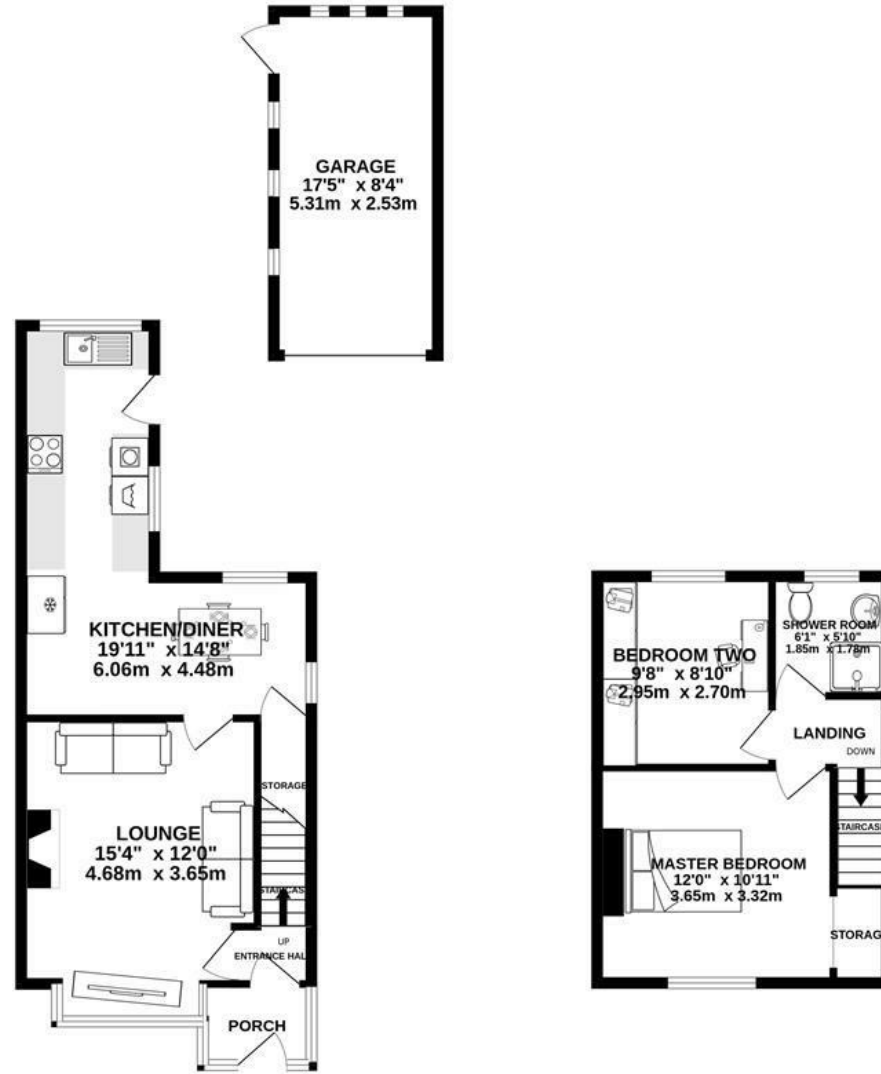 GARAGE
17'5" x 8'4"
5.31m x 2.53m
KITCHEN/DINER
19'11" x 14'8"
6.06m x 4.48m
STORAGE
LOUNGE
15'4" x 12'0"
4.68m x 3.65m
STAIRCAS
UP
ENTRANCE HAL
PORCH
SHOWER ROOM
6'1" x 5'10"
1.85m x 1.78m
BEDROOM TWO
9'8" x 8'10"
2.95m x 2.70m
LANDING
DOWN
STAIRCASE
MASTER BEDROOM
12'0" x 10'11"
3.65m x 3.32m
STORAG